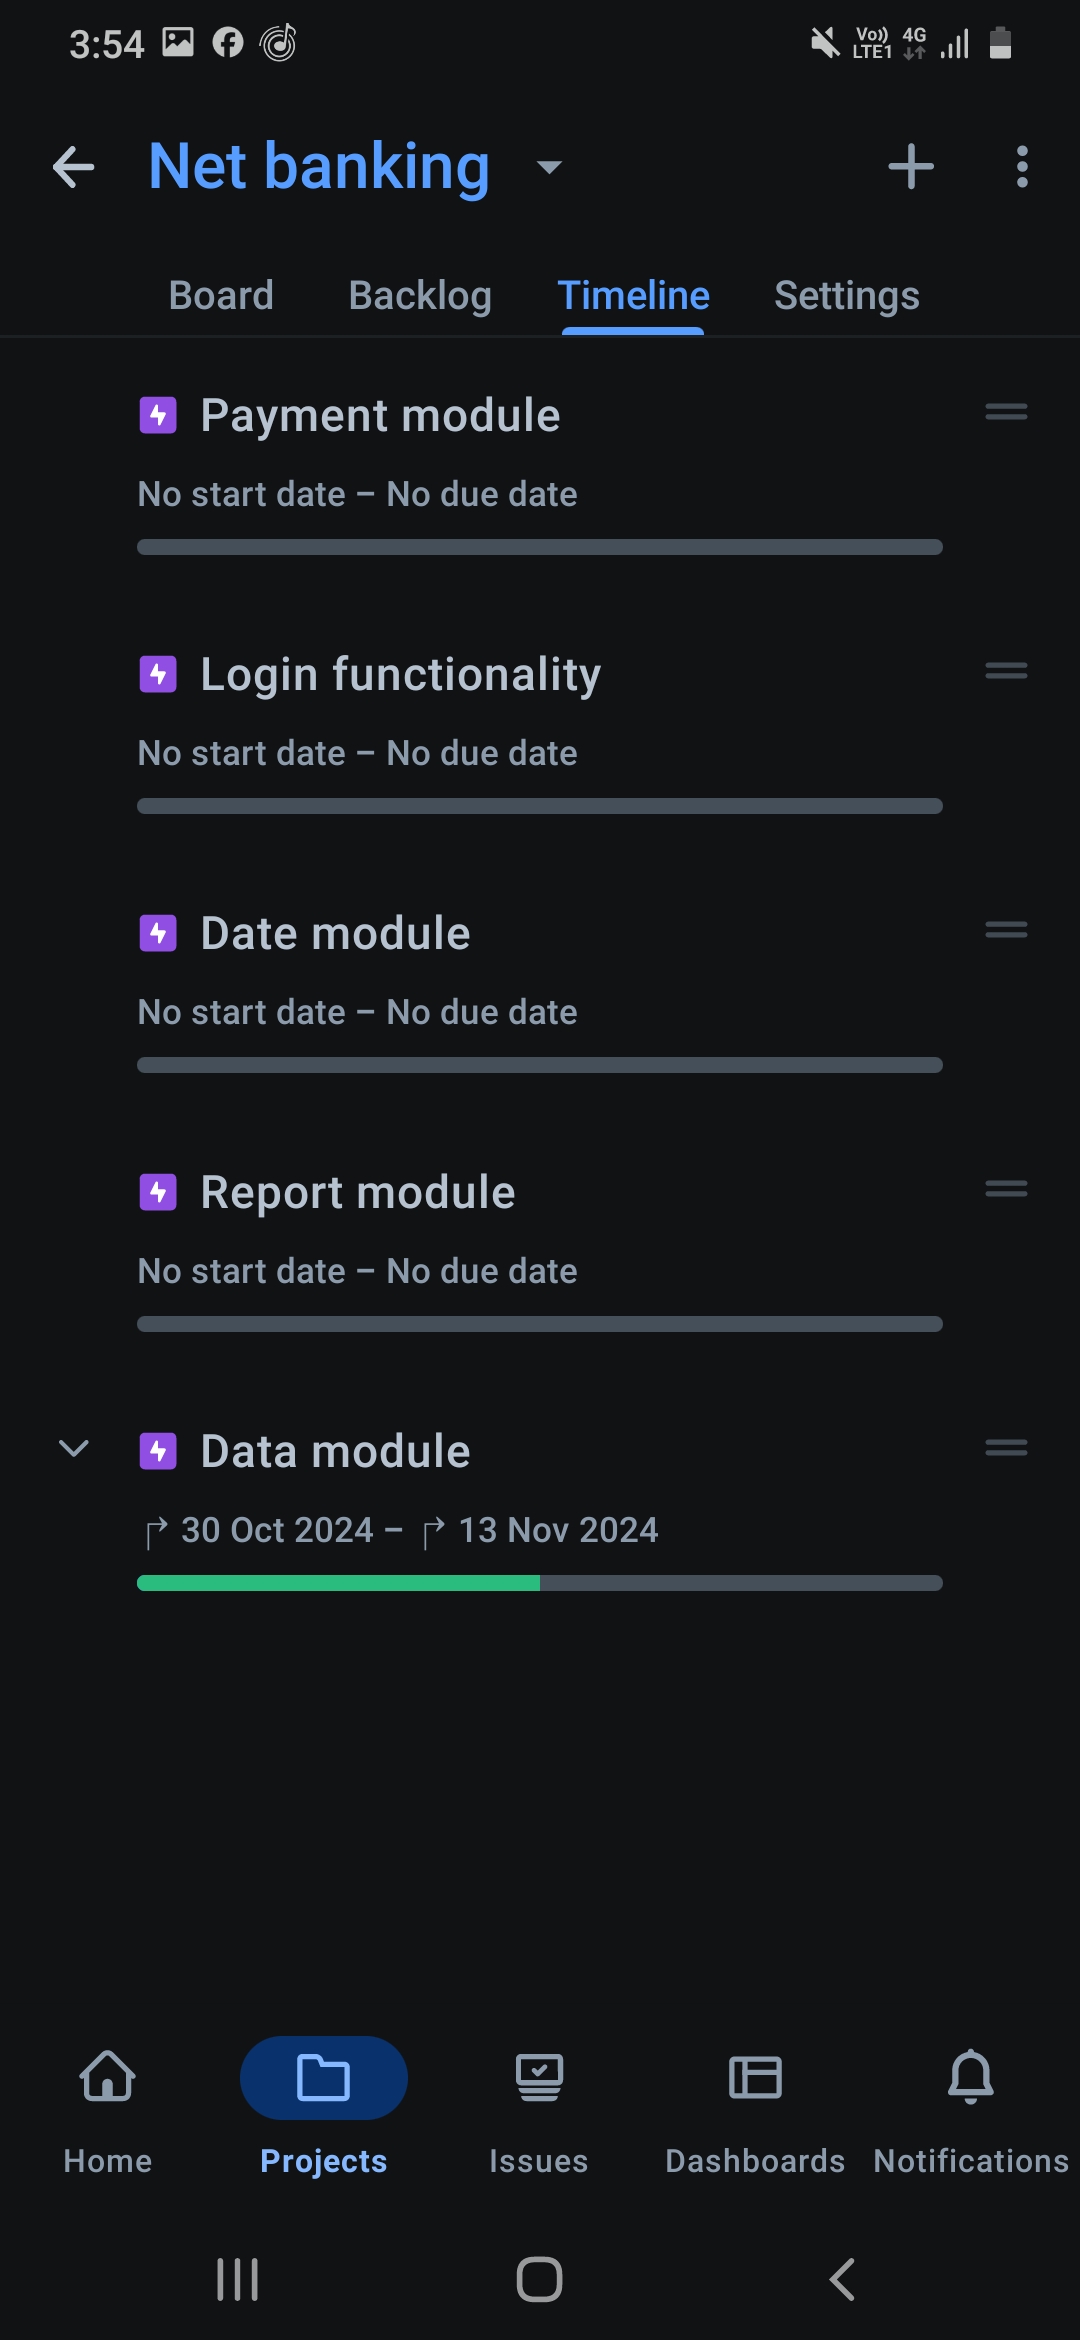 3:54 Vo)) LTE1 4G
Net banking
Board Backlog Timeline Settings
Payment module
No start date – No due date
Login functionality
No start date – No due date
Date module
No start date – No due date
Report module
No start date – No due date
Data module
30 Oct 2024 – 13 Nov 2024
Home Projects Issues Dashboards Notifications